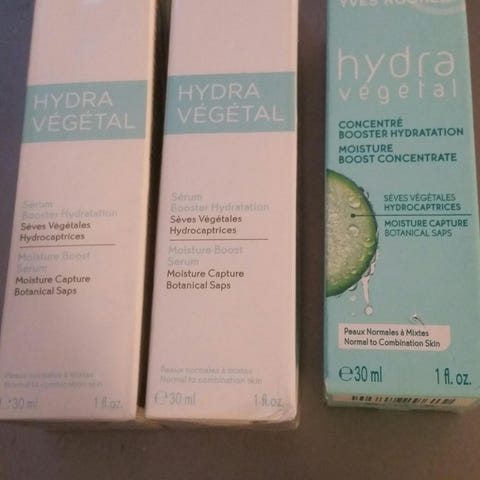 HYDRA
VÉGÉTAL
Sérum
Booster Hydratation
Sèves Végétales
Hydrocaptrices
Moisture Boost
Serum
Moisture Capture
Botanical Saps
Peaux normales à mixtes
Normal to combination skin
30 ml 1 fl. oz.
HYDRA
VÉGÉTAL
Sérum
Booster Hydratation
Sèves Végétales
Hydrocaptrices
Moisture Boost
Serum
Moisture Capture
Botanical Saps
Peaux normales à mixtes
Normal to combination skin
℮30 ml 1 fl. oz.
YVES ROCHER
hydra
végétal
CONCENTRÉ
BOOSTER HYDRATATION
MOISTURE
BOOST CONCENTRATE
SÈVES VÉGÉTALES
HYDROCAPTRICES
MOISTURE CAPTURE
BOTANICAL SAPS
Peaux Normales à Mixtes
Normal to Combination Skin
℮30 ml 1 fl. oz.